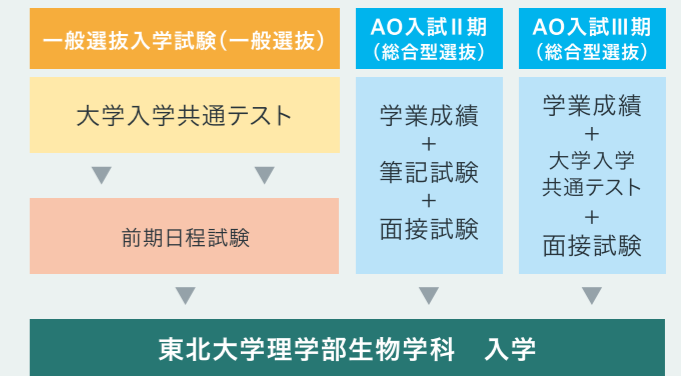 一般選抜入学試験(一般選抜)
大学入学共通テスト
前期日程試験
AO入試Ⅱ期
(総合型選抜)
学業成績
+
筆記試験
+
面接試験
AO入試Ⅲ期
(総合型選抜)
学業成績
+
大学入学
共通テスト
+
面接試験
東北大学理学部生物学科 入学